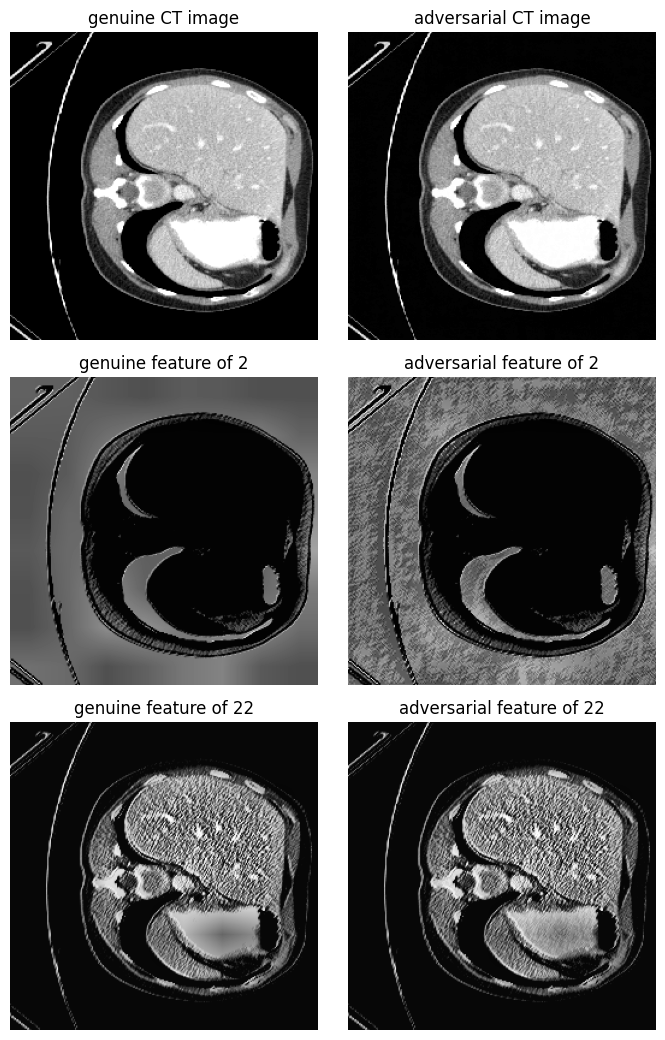 genuine CT image
adversarial CT image
genuine feature of 2
adversarial feature of 2
genuine feature of 22
adversarial feature of 22